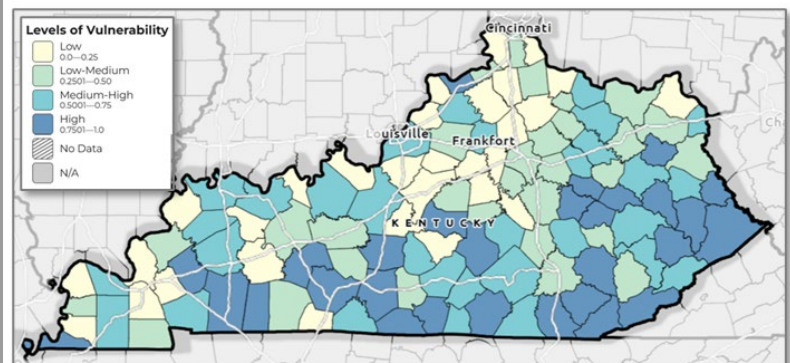 Levels of Vulnerability
Low
0.0—0.25
Low-Medium
0.2501—0.50
Medium-High
0.5001—0.75
High
0.7501—1.0
No Data
N/A
Cincinnati
Louisville
Frankfort
KENTUCKY
Cha